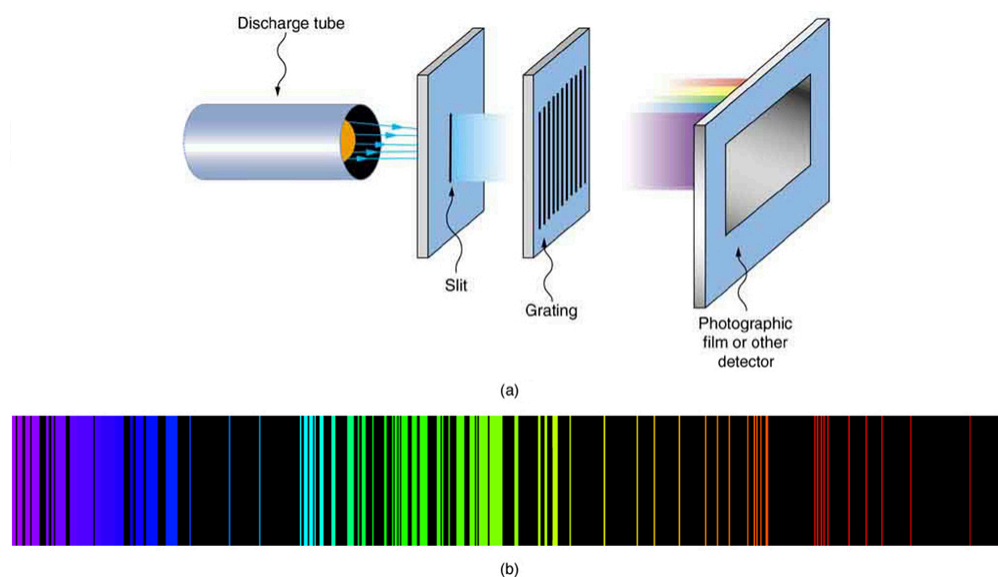 Discharge tube
Slit
Grating
Photographic
film or other
detector
(a)
(b)